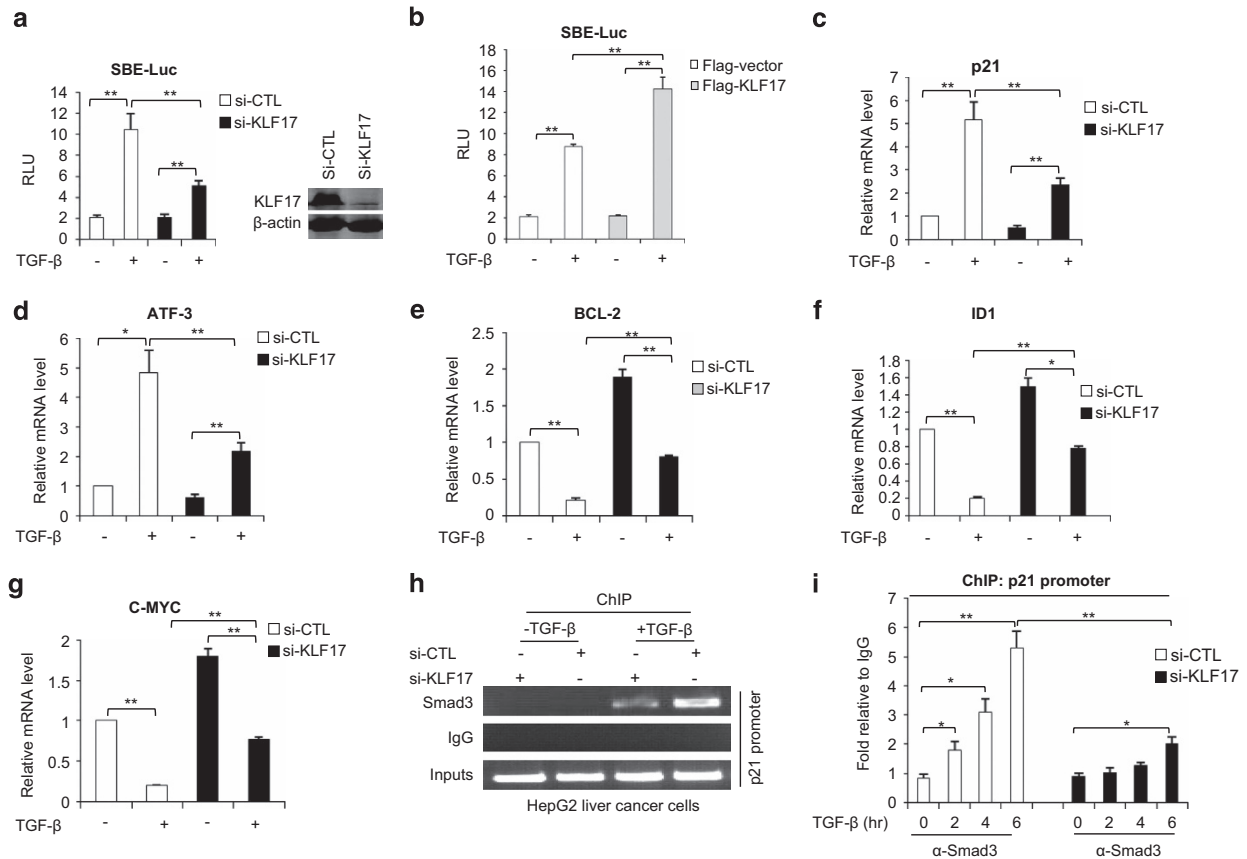 a
SBE-Luc
si-CTL
si-KLF17
RLU
14
12
10
8
6
4
2
0
** ** **
TGF-β - + - +
Si-CTL
Si-KLF17
KLF17
β-actin
b
SBE-Luc
Flag-vector
Flag-KLF17
RLU
18
16
14
12
10
8
6
4
2
0
** ** **
TGF-β - + - +
c
p21
si-CTL
si-KLF17
Relative mRNA level
7
6
5
4
3
2
1
0
** ** **
TGF-β - + - +
d
ATF-3
si-CTL
si-KLF17
Relative mRNA level
6
5
4
3
2
1
0
* ** **
TGF-β - + - +
e
BCL-2
si-CTL
si-KLF17
Relative mRNA level
2.5
2
1.5
1
0.5
0
** ** **
TGF-β - + - +
f
ID1
si-CTL
si-KLF17
Relative mRNA level
1.8
1.6
1.4
1.2
1.0
0.8
0.6
0.4
0.2
0
** ** *
TGF-β - + - +
g
C-MYC
si-CTL
si-KLF17
Relative mRNA level
2
1.5
1
0.5
0
** ** **
TGF-β - + - +
h
ChIP
-TGF-β +TGF-β
si-CTL - + - +
si-KLF17 + - + -
Smad3
IgG
Inputs
p21 promoter
HepG2 liver cancer cells
i
ChIP: p21 promoter
si-CTL
si-KLF17
Fold relative to IgG
7
6
5
4
3
2
1
0
** **
* *
*
TGF-β (hr) 0 2 4 6 0 2 4 6
α-Smad3 α-Smad3